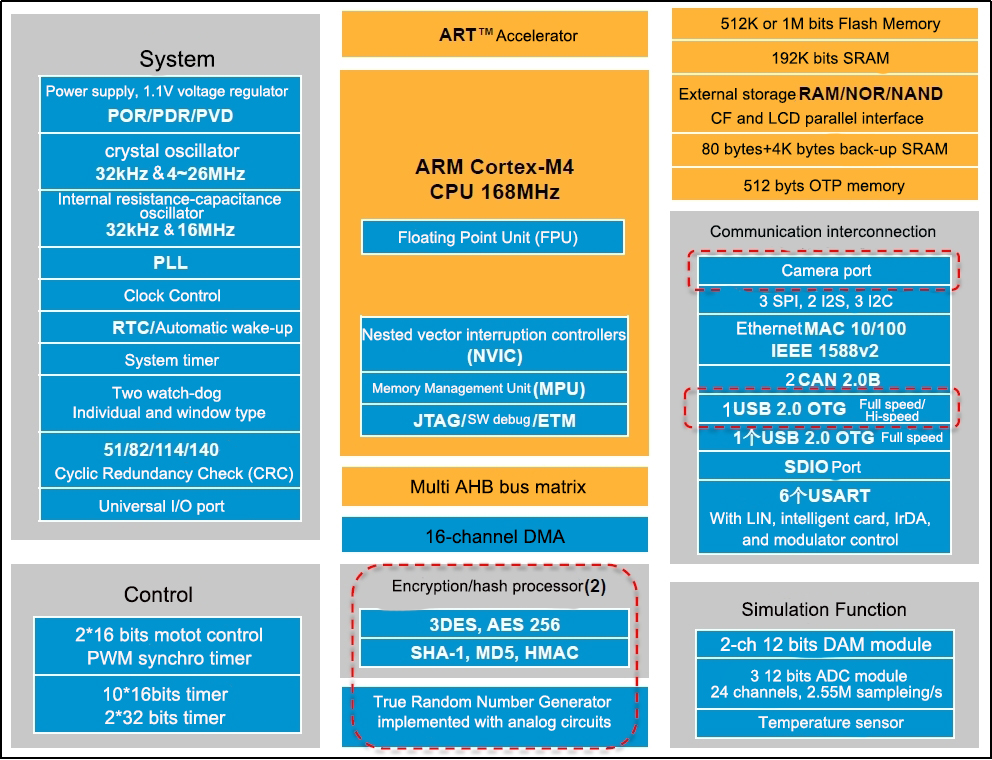 System
Power supply, 1.1V voltage regulator
POR/PDR/PVD
crystal oscillator
32kHz & 4~26MHz
Internal resistance-capacitance
oscillator
32kHz & 16MHz
PLL
Clock Control
RTC/Automatic wake-up
System timer
Two watch-dog
Individual and window type
51/82/114/140
Cyclic Redundancy Check (CRC)
Universal I/O port
Control
2*16 bits motot control
PWM synchro timer
10*16bits timer
2*32 bits timer
ART™ Accelerator
ARM Cortex-M4
CPU 168MHz
Floating Point Unit (FPU)
Nested vector interruption controllers
(NVIC)
Memory Management Unit (MPU)
JTAG/SW debug/ETM
Multi AHB bus matrix
16-channel DMA
Encryption/hash processor(2)
3DES, AES 256
SHA-1, MD5, HMAC
True Random Number Generator
implemented with analog circuits
512K or 1M bits Flash Memory
192K bits SRAM
External storage RAM/NOR/NAND
CF and LCD parallel interface
80 bytes+4K bytes back-up SRAM
512 byts OTP memory
Communication interconnection
Camera port
3 SPI, 2 I2S, 3 I2C
Ethernet MAC 10/100
IEEE 1588v2
2 CAN 2.0B
1USB 2.0 OTG Full speed/
Hi-speed
1个USB 2.0 OTG Full speed
SDIO Port
6个USART
With LIN, intelligent card, IrDA,
and modulator control
Simulation Function
2-ch 12 bits DAM module
3 12 bits ADC module
24 channels, 2.55M sampleing/s
Temperature sensor